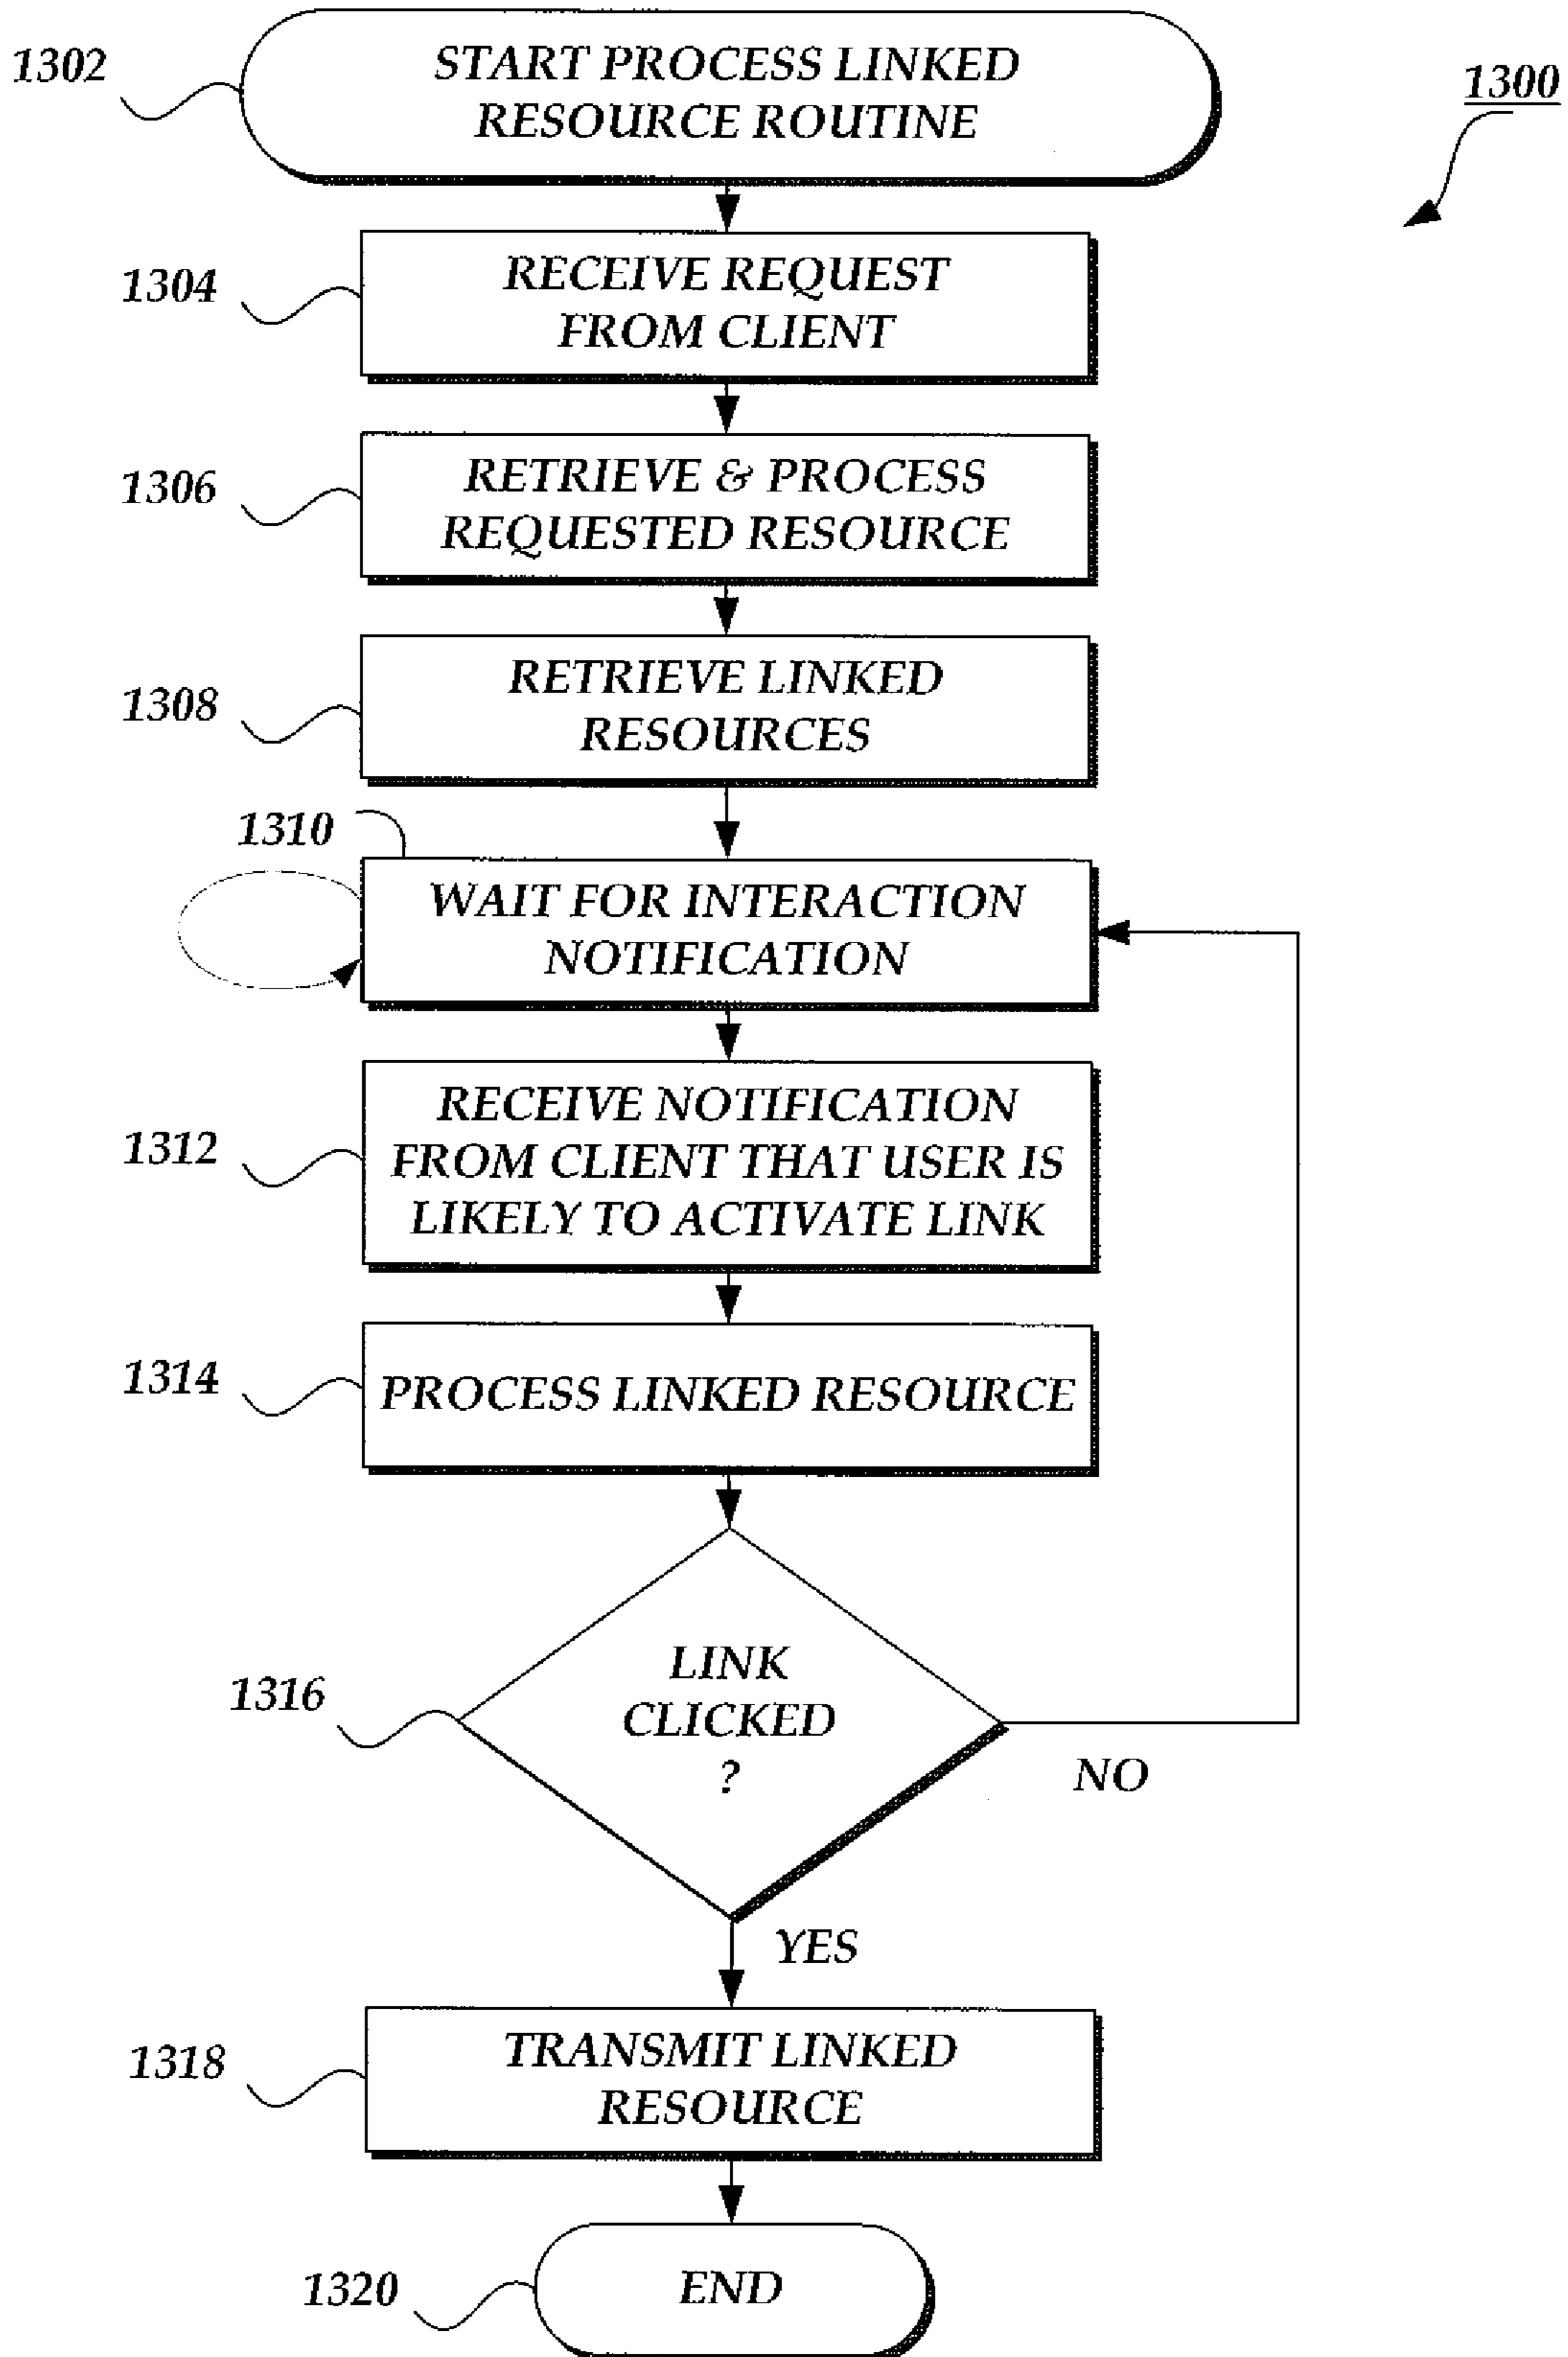 1302
START PROCESS LINKED
RESOURCE ROUTINE
1300
1304
RECEIVE REQUEST
FROM CLIENT
1306
RETRIEVE & PROCESS
REQUESTED RESOURCE
1308
RETRIEVE LINKED
RESOURCES
1310
WAIT FOR INTERACTION
NOTIFICATION
1312
RECEIVE NOTIFICATION
FROM CLIENT THAT USER IS
LIKELY TO ACTIVATE LINK
1314
PROCESS LINKED RESOURCE
1316
LINK
CLICKED
?
NO
YES
1318
TRANSMIT LINKED
RESOURCE
1320
END